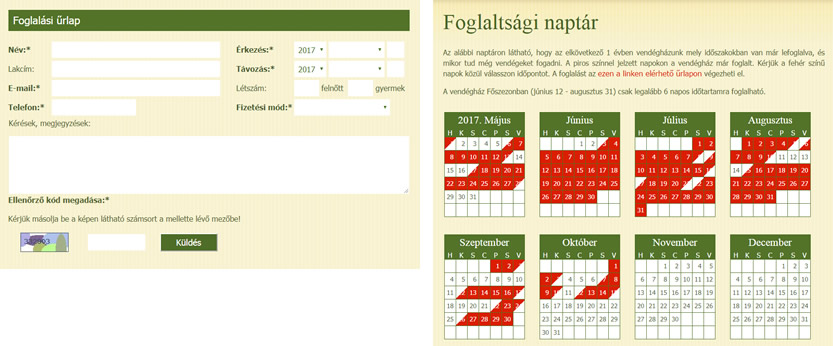 Foglalási űrlap
Név:*
Érkezés:* 2017
Lakcím:
Távozás:* 2017
E-mail:*
Létszám: felnőtt gyermek
Telefon:*
Fizetési mód:*
Kérések, megjegyzések:
Ellenőrző kód megadása:*
Kérjük másolja be a képen látható számsort a mellette lévő mezőbe!
Küldés
Foglaltsági naptár
Az alábbi naptáron látható, hogy az elkövetkező 1 évben vendégházunk mely időszakokban van már lefoglalva, és
mikor tud még vendégeket fogadni. A piros színnel jelzett napokon a vendégház már foglalt. Kérjük a fehér színű
napok közül válasszon időpontot. A foglalást az ezen a linken elérhető űrlapon végezheti el.
A vendégház Főszezonban (június 12 - augusztus 31) csak legalább 6 napos időtartamra foglalható.
2017. Május
H K S C P S V
1 2 3 4 5 6 7
8 9 10 11 12 13 14
15 16 17 18 19 20 21
22 23 24 25 26 27 28
29 30 31
Június
H K S C P S V
1 2 3 4
5 6 7 8 9 10 11
12 13 14 15 16 17 18
19 20 21 22 23 24 25
26 27 28 29 30
Július
H K S C P S V
1 2
3 4 5 6 7 8 9
10 11 12 13 14 15 16
17 18 19 20 21 22 23
24 25 26 27 28 29 30
31
Augusztus
H K S C P S V
1 2 3 4 5 6
7 8 9 10 11 12 13
14 15 16 17 18 19 20
21 22 23 24 25 26 27
28 29 30 31
Szeptember
H K S C P S V
1 2 3
4 5 6 7 8 9 10
11 12 13 14 15 16 17
18 19 20 21 22 23 24
25 26 27 28 29 30
Október
H K S C P S V
1
2 3 4 5 6 7 8
9 10 11 12 13 14 15
16 17 18 19 20 21 22
23 24 25 26 27 28 29
30 31
November
H K S C P S V
1 2 3 4 5
6 7 8 9 10 11 12
13 14 15 16 17 18 19
20 21 22 23 24 25 26
27 28 29 30
December
H K S C P S V
1 2 3
4 5 6 7 8 9 10
11 12 13 14 15 16 17
18 19 20 21 22 23 24
25 26 27 28 29 30 31